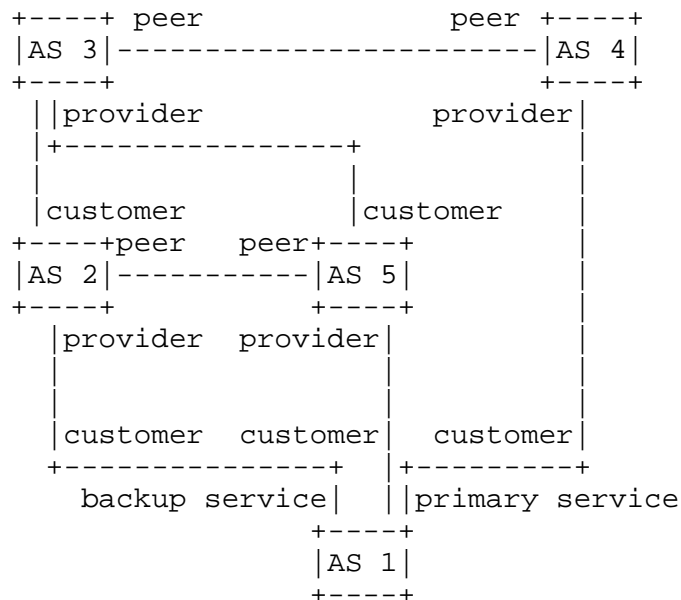 +----+ peer                      peer +----+
|AS 3|------------------------|AS 4|
+----+                                +----+
||provider                provider|
|+----------------+                |
|                 |                |
|customer         |customer        |
+----+peer   peer+----+            |
|AS 2|-----------|AS 5|            |
+----+           +----+            |
|provider  provider|               |
|                  |               |
|                  |               |
|customer  customer|  customer|
+----------------+  |+---------+
backup service|  ||primary service
+----+
|AS 1|
+----+